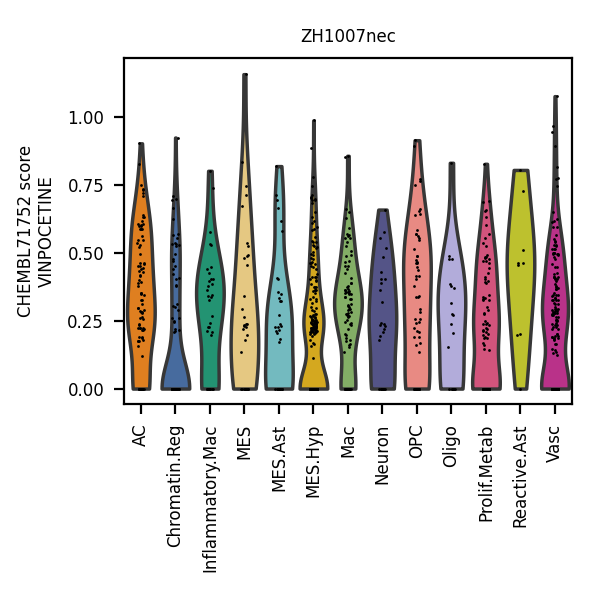 ZH1007nec
CHEMBL71752 score
VINPOCETINE
1.00
0.75
0.50
0.25
0.00
AC
Chromatin.Reg
Inflammatory.Mac
MES
MES.Ast
MES.Hyp
Mac
Neuron
OPC
Oligo
Prolif.Metab
Reactive.Ast
Vasc